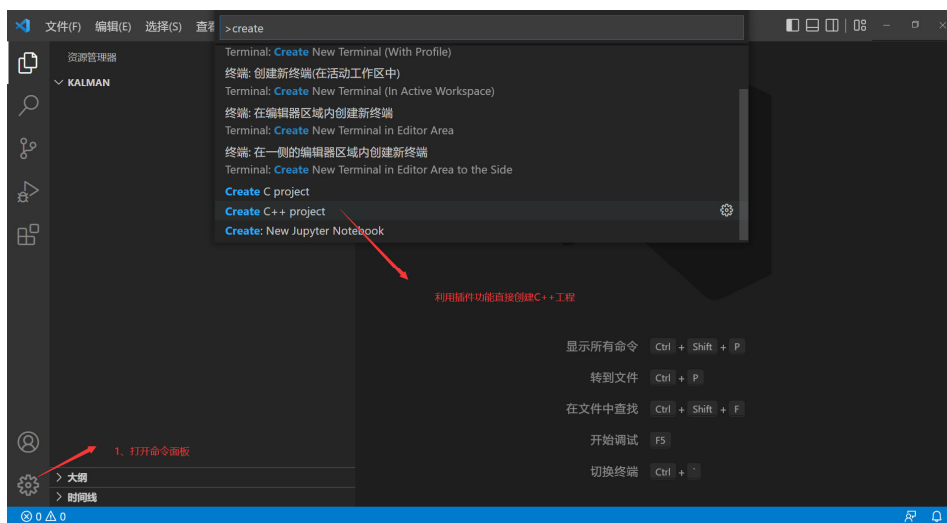 文件(F) 编辑(E) 选择(S) 查看
>create
资源管理器
KALMAN
Terminal: Create New Terminal (With Profile)
终端: 创建新终端(在活动工作区中)
Terminal: Create New Terminal (In Active Workspace)
终端: 在编辑器区域内创建新终端
Terminal: Create New Terminal in Editor Area
终端: 在一侧的编辑器区域内创建新终端
Terminal: Create New Terminal in Editor Area to the Side
Create C project
Create C++ project
Create: New Jupyter Notebook
利用插件功能直接创建C++工程
显示所有命令 Ctrl + Shift + P
转到文件 Ctrl + P
在文件中查找 Ctrl + Shift + F
开始调试 F5
切换终端 Ctrl + `
1、打开命令面板
大纲
时间线
0 0